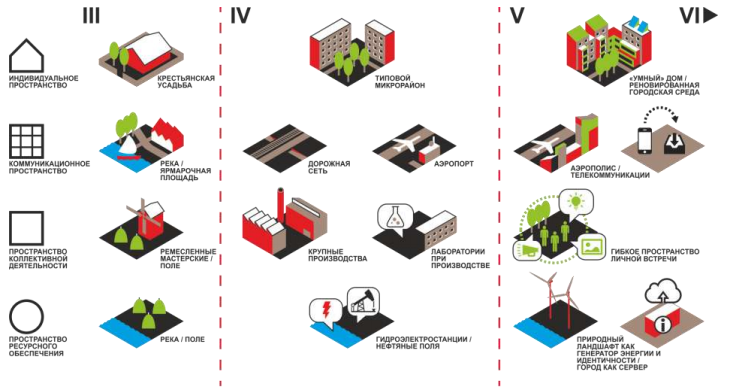 III
IV
V
VI
ИНДИВИДУАЛЬНОЕ
ПРОСТРАНСТВО
КРЕСТЬЯНСКАЯ
УСАДЬБА
ТИПОВОЙ
МИКРОРАЙОН
«УМНЫЙ» ДОМ /
РЕНОВИРОВАННАЯ
ГОРОДСКАЯ СРЕДА
КОММУНИКАЦИОННОЕ
ПРОСТРАНСТВО
РЕКА /
ЯРМАРОЧНАЯ
ПЛОЩАДЬ
ДОРОЖНАЯ
СЕТЬ
АЭРОПОРТ
АЭРОПОЛИС /
ТЕЛЕКОММУНИКАЦИИ
ПРОСТРАНСТВО
КОЛЛЕКТИВНОЙ
ДЕЯТЕЛЬНОСТИ
РЕМЕСЛЕННЫЕ
МАСТЕРСКИЕ /
ПОЛЕ
КРУПНЫЕ
ПРОИЗВОДСТВА
ЛАБОРАТОРИИ
ПРИ
ПРОИЗВОДСТВЕ
ГИБКОЕ ПРОСТРАНСТВО
ЛИЧНОЙ ВСТРЕЧИ
ПРОСТРАНСТВО
РЕСУРСНОГО
ОБЕСПЕЧЕНИЯ
РЕКА / ПОЛЕ
ГИДРОЭЛЕКТРОСТАНЦИИ /
НЕФТЯНЫЕ ПОЛЯ
ПРИРОДНЫЙ
ЛАНДШАФТ КАК
ГЕНЕРАТОР ЭНЕРГИИ И
ИДЕНТИЧНОСТИ /
ГОРОД КАК СЕРВЕР